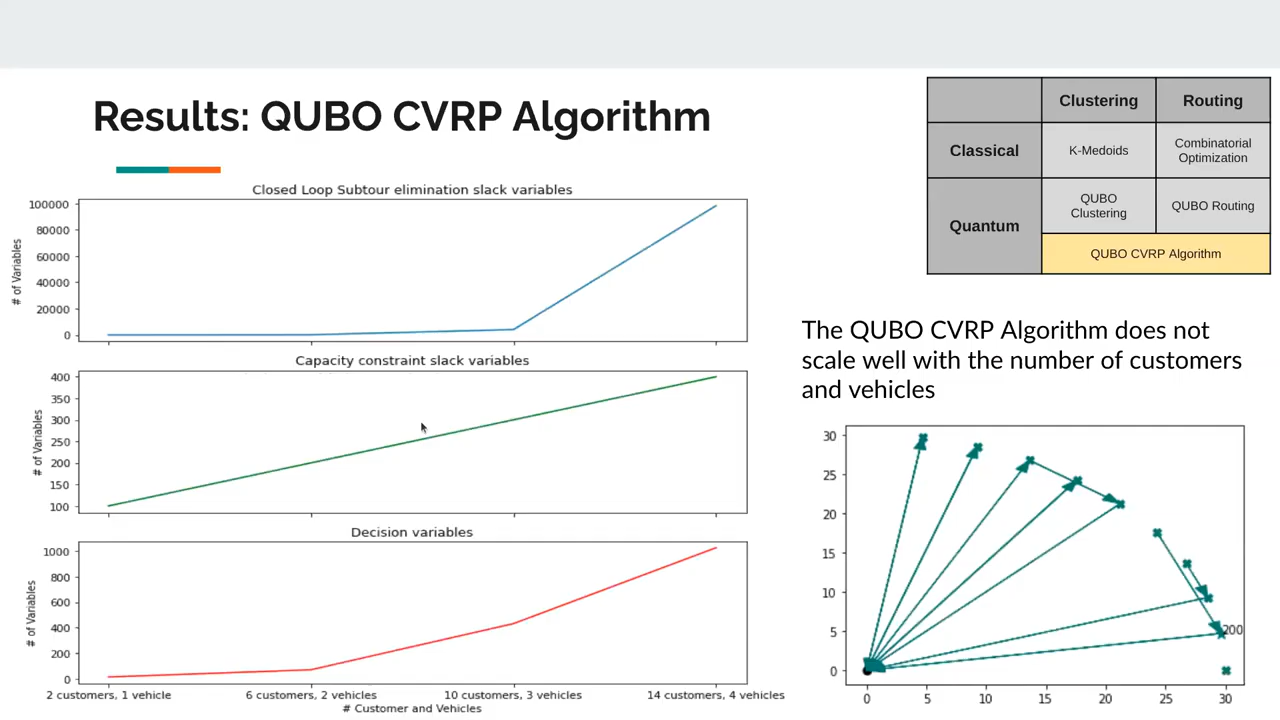 Results: QUBO CVRP Algorithm
Clustering
Routing
Classical
K-Medoids
Combinatorial
Optimization
Quantum
QUBO
Clustering
QUBO Routing
QUBO CVRP Algorithm
Closed Loop Subtour elimination slack variables
# of Variables
100000
80000
60000
40000
20000
0
Capacity constraint slack variables
# of Variables
400
350
300
250
200
150
100
Decision variables
# of Variables
1000
800
600
400
200
0
2 customers, 1 vehicle
6 customers, 2 vehicles
10 customers, 3 vehicles
14 customers, 4 vehicles
# Customer and Vehicles
The QUBO CVRP Algorithm does not
scale well with the number of customers
and vehicles
30
25
20
15
10
5
0
200
0
5
10
15
20
25
30